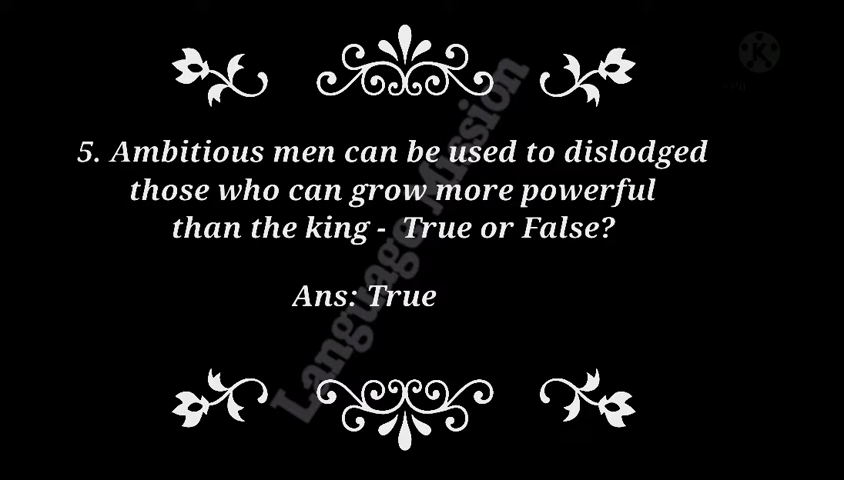 5. Ambitious men can be used to dislodged
those who can grow more powerful
than the king - True or False?
Ans: True
Language Mission